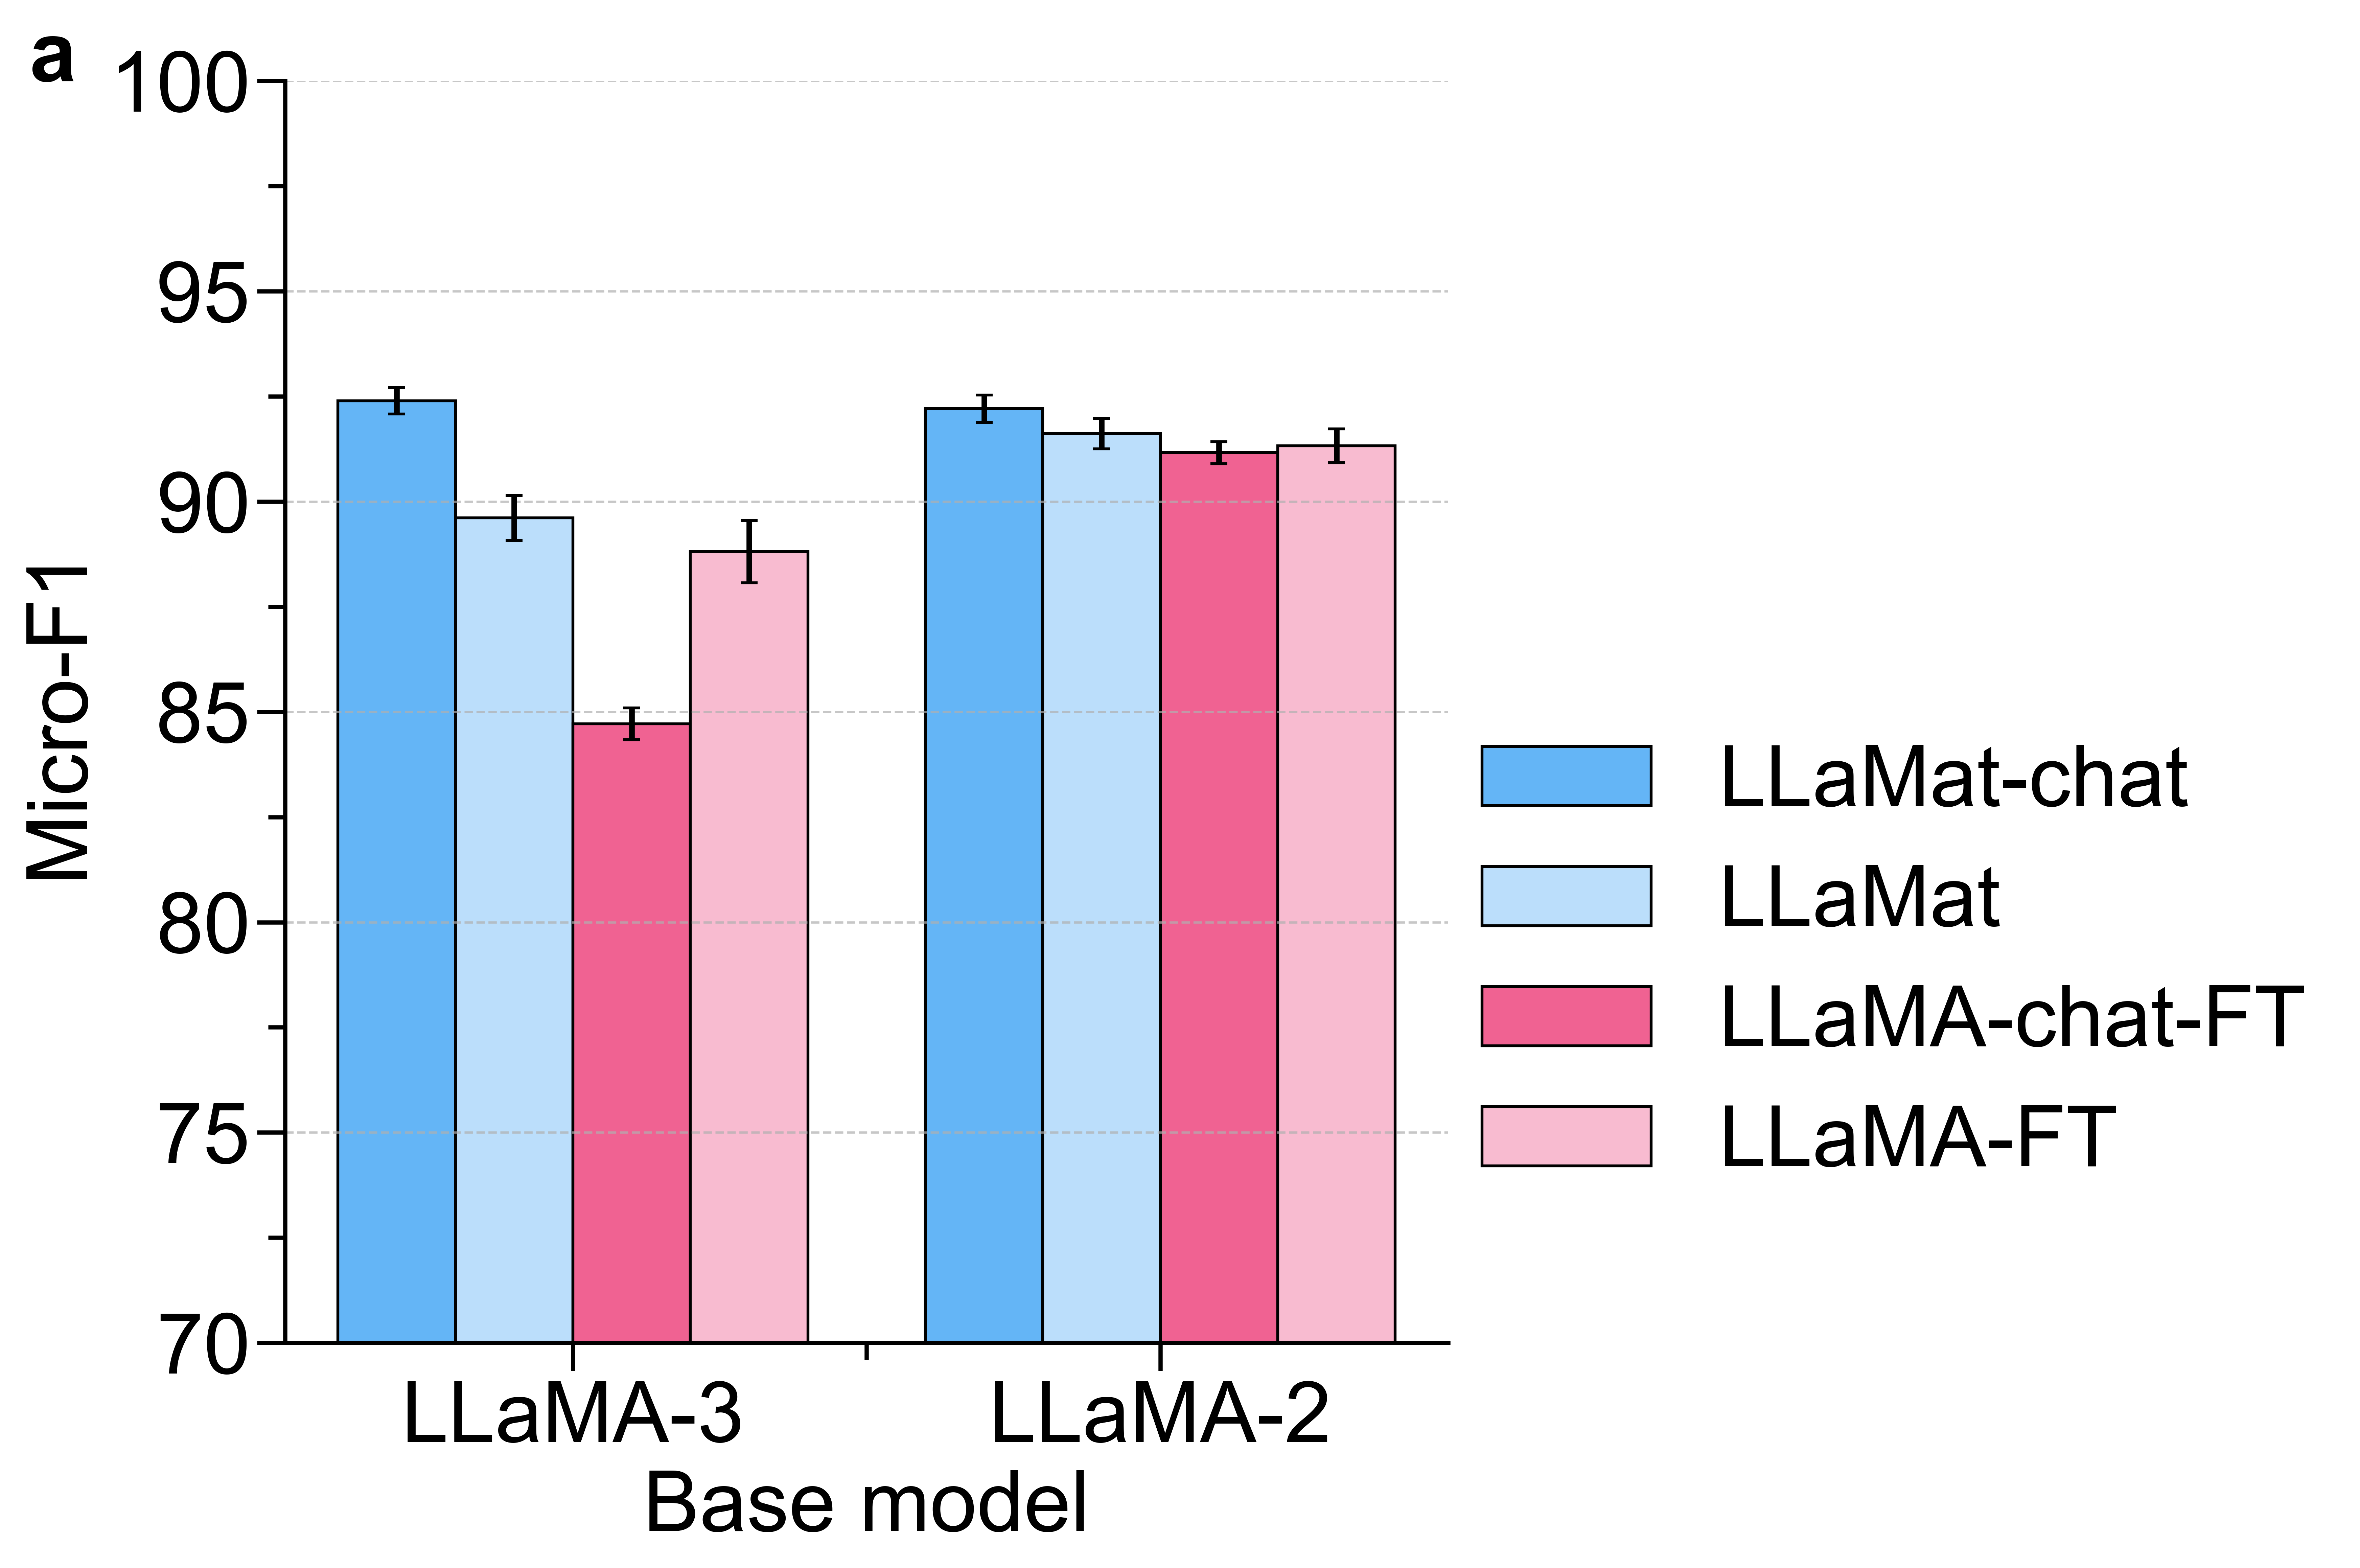 a
100
95
90
85
80
75
70
Micro-F1
LLaMA-3
LLaMA-2
Base model
LLaMat-chat
LLaMat
LLaMA-chat-FT
LLaMA-FT